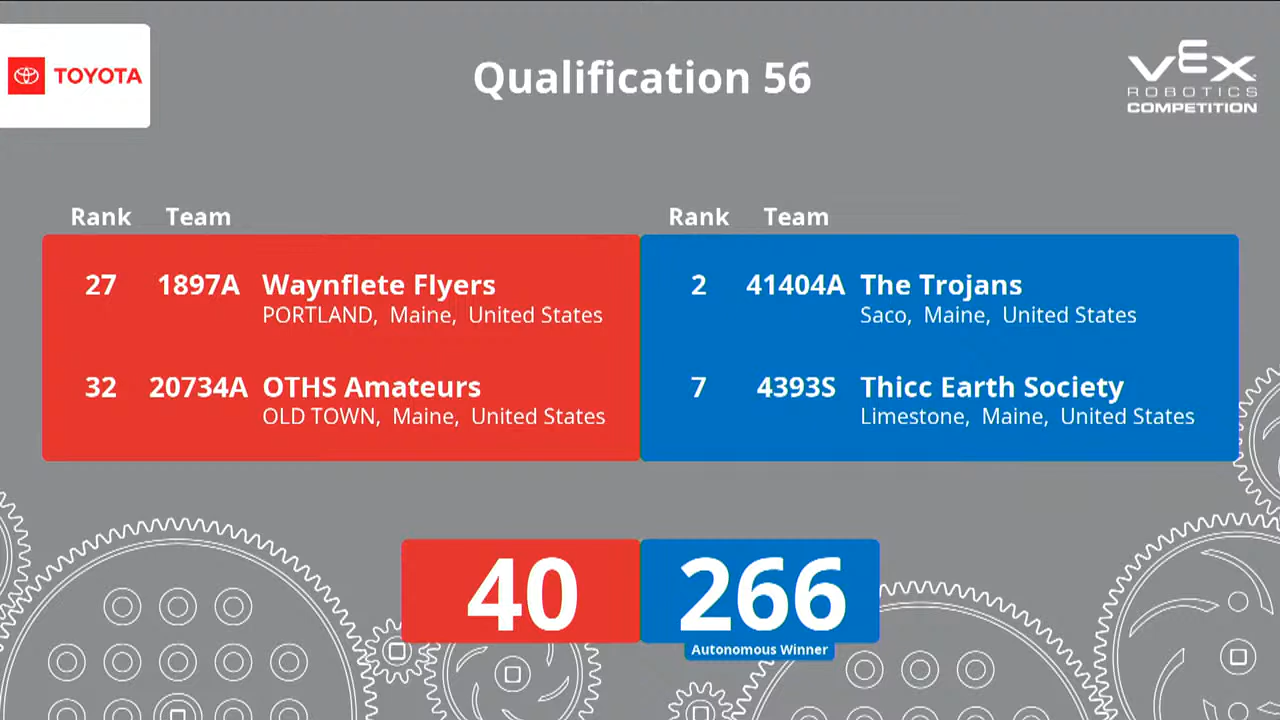 TOYOTA
Qualification 56
VEX
ROBOTICS
COMPETITION
Rank Team
27 1897A Waynflete Flyers
PORTLAND, Maine, United States
32 20734A OTHS Amateurs
OLD TOWN, Maine, United States
Rank Team
2 41404A The Trojans
Saco, Maine, United States
7 4393S Thicc Earth Society
Limestone, Maine, United States
40
266
Autonomous Winner